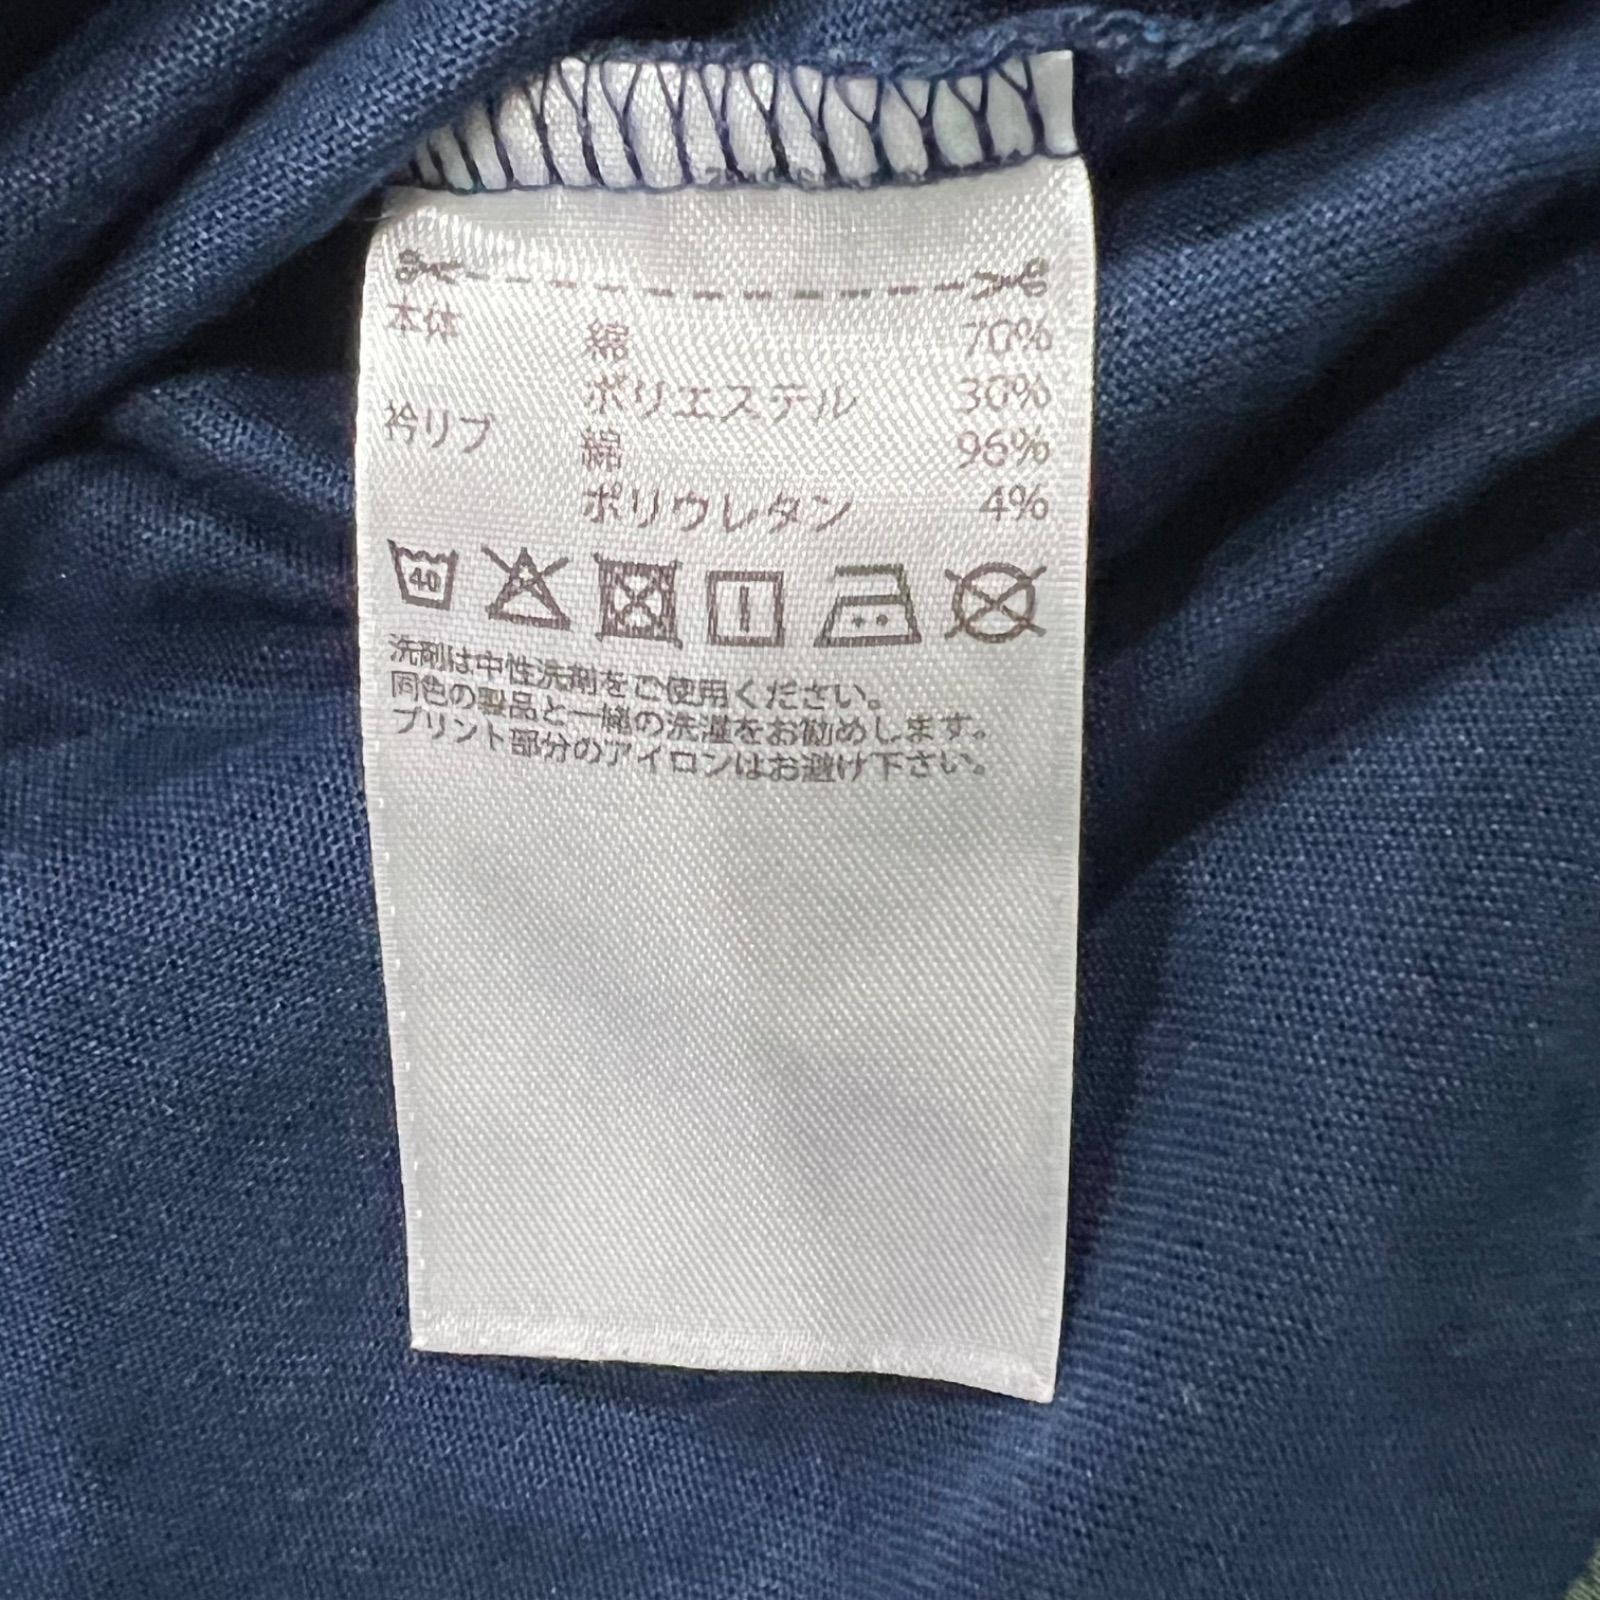 本体 綿 70%
ポリエステル 30%
衿リブ 綿 96%
ポリウレタン 4%
40
洗剤は中性洗剤をご使用ください。
同色の製品と一緒の洗濯をお勧めします。
プリント部分のアイロンはお避け下さい。